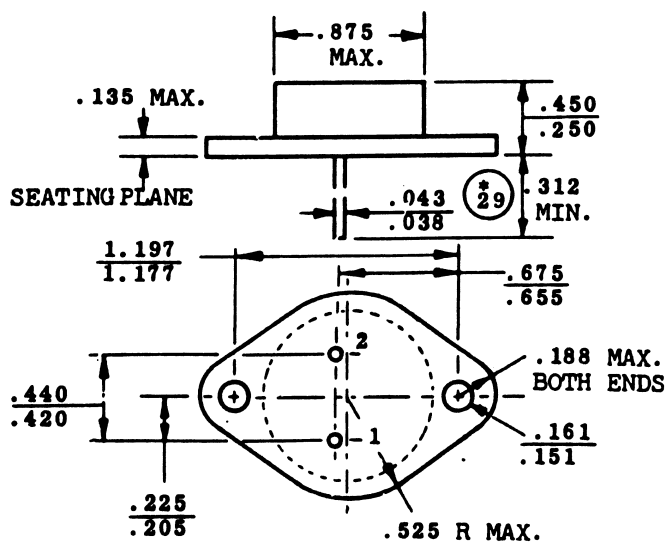 .875
MAX.
.135 MAX.
.450
.250
SEATING PLANE
.043
.038
*
29
.312
MIN.
1.197
1.177
.675
.655
2
.188 MAX.
BOTH ENDS
.440
.420
1
.161
.151
.225
.205
.525 R MAX.